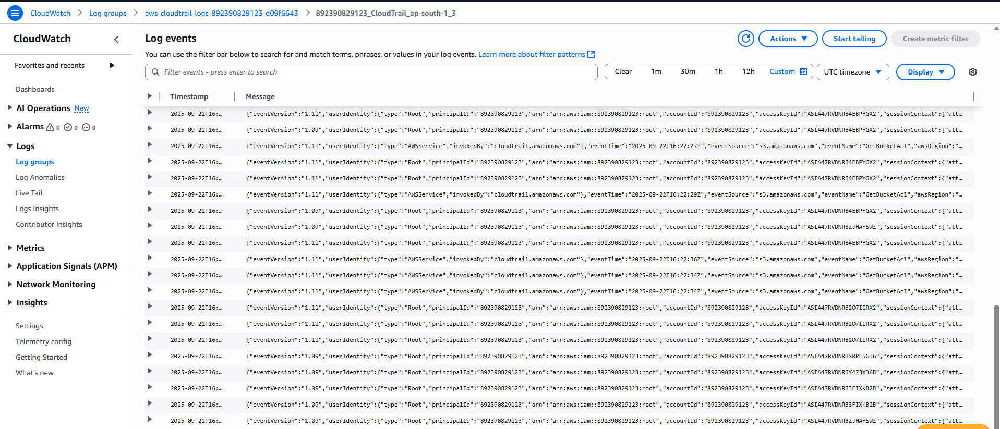 CloudWatch > Log groups > aws-cloudtrail-logs-892390829123-d09f6643 > 892390829123_CloudTrail_ap-south-1_3
CloudWatch
Favorites and recents
Dashboards
AI Operations New
Alarms 0 0 0
Logs
Log groups
Log Anomalies
Live Tail
Logs Insights
Contributor Insights
Metrics
Application Signals (APM)
Network Monitoring
Insights
Settings
Telemetry config
Getting Started
What's new
Log events
Actions
Start tailing
Create metric filter
You can use the filter bar below to search for and match terms, phrases, or values in your log events. Learn more about filter patterns
Filter events - press enter to search
Clear 1m 30m 1h 12h Custom
UTC timezone
Display
Timestamp Message
2025-09-22T16:… {"eventVersion":"1.11","userIdentity":{"type":"Root","principalId":"892390829123","arn":"arn:aws:iam::892390829123:root","accountId":"892390829123","accessKeyId":"ASIA47RVDNRB4EBPYGX2","sessionContext":{"att…
2025-09-22T16:… {"eventVersion":"1.09","userIdentity":{"type":"Root","principalId":"892390829123","arn":"arn:aws:iam::892390829123:root","accountId":"892390829123","accessKeyId":"ASIA47RVDNRB4EBPYGX2","sessionContext":{"att…
2025-09-22T16:… {"eventVersion":"1.11","userIdentity":{"type":"AWSService","invokedBy":"cloudtrail.amazonaws.com"},"eventTime":"2025-09-22T16:22:27Z","eventSource":"s3.amazonaws.com","eventName":"GetBucketAcl","awsRegion":"…
2025-09-22T16:… {"eventVersion":"1.11","userIdentity":{"type":"Root","principalId":"892390829123","arn":"arn:aws:iam::892390829123:root","accountId":"892390829123","accessKeyId":"ASIA47RVDNRB4EBPYGX2","sessionContext":{"att…
2025-09-22T16:… {"eventVersion":"1.11","userIdentity":{"type":"Root","principalId":"892390829123","arn":"arn:aws:iam::892390829123:root","accountId":"892390829123","accessKeyId":"ASIA47RVDNRB4EBPYGX2","sessionContext":{"att…
2025-09-22T16:… {"eventVersion":"1.11","userIdentity":{"type":"AWSService","invokedBy":"cloudtrail.amazonaws.com"},"eventTime":"2025-09-22T16:22:29Z","eventSource":"s3.amazonaws.com","eventName":"GetBucketAcl","awsRegion":"…
2025-09-22T16:… {"eventVersion":"1.09","userIdentity":{"type":"Root","principalId":"892390829123","arn":"arn:aws:iam::892390829123:root","accountId":"892390829123","accessKeyId":"ASIA47RVDNRB4EBPYGX2","sessionContext":{"att…
2025-09-22T16:… {"eventVersion":"1.09","userIdentity":{"type":"Root","principalId":"892390829123","arn":"arn:aws:iam::892390829123:root","accountId":"892390829123","accessKeyId":"ASIA47RVDNRBZJHAYSWZ","sessionContext":{"att…
2025-09-22T16:… {"eventVersion":"1.11","userIdentity":{"type":"Root","principalId":"892390829123","arn":"arn:aws:iam::892390829123:root","accountId":"892390829123","accessKeyId":"ASIA47RVDNRB4EBPYGX2","sessionContext":{"att…
2025-09-22T16:… {"eventVersion":"1.11","userIdentity":{"type":"AWSService","invokedBy":"cloudtrail.amazonaws.com"},"eventTime":"2025-09-22T16:22:36Z","eventSource":"s3.amazonaws.com","eventName":"GetBucketAcl","awsRegion":"…
2025-09-22T16:… {"eventVersion":"1.11","userIdentity":{"type":"AWSService","invokedBy":"cloudtrail.amazonaws.com"},"eventTime":"2025-09-22T16:22:34Z","eventSource":"s3.amazonaws.com","eventName":"GetBucketAcl","awsRegion":"…
2025-09-22T16:… {"eventVersion":"1.11","userIdentity":{"type":"AWSService","invokedBy":"cloudtrail.amazonaws.com"},"eventTime":"2025-09-22T16:22:34Z","eventSource":"s3.amazonaws.com","eventName":"GetBucketAcl","awsRegion":"…
2025-09-22T16:… {"eventVersion":"1.11","userIdentity":{"type":"Root","principalId":"892390829123","arn":"arn:aws:iam::892390829123:root","accountId":"892390829123","accessKeyId":"ASIA47RVDNRB2O7IIRX2","sessionContext":{"att…
2025-09-22T16:… {"eventVersion":"1.11","userIdentity":{"type":"Root","principalId":"892390829123","arn":"arn:aws:iam::892390829123:root","accountId":"892390829123","accessKeyId":"ASIA47RVDNRB2O7IIRX2","sessionContext":{"att…
2025-09-22T16:… {"eventVersion":"1.11","userIdentity":{"type":"Root","principalId":"892390829123","arn":"arn:aws:iam::892390829123:root","accountId":"892390829123","accessKeyId":"ASIA47RVDNRB2O7IIRX2","sessionContext":{"att…
2025-09-22T16:… {"eventVersion":"1.09","userIdentity":{"type":"Root","principalId":"892390829123","arn":"arn:aws:iam::892390829123:root","accountId":"892390829123","accessKeyId":"ASIA47RVDNRBSRPE5GI6","sessionContext":{"att…
2025-09-22T16:… {"eventVersion":"1.09","userIdentity":{"type":"Root","principalId":"892390829123","arn":"arn:aws:iam::892390829123:root","accountId":"892390829123","accessKeyId":"ASIA47RVDNRBY473X36B","sessionContext":{"att…
2025-09-22T16:… {"eventVersion":"1.09","userIdentity":{"type":"Root","principalId":"892390829123","arn":"arn:aws:iam::892390829123:root","accountId":"892390829123","accessKeyId":"ASIA47RVDNRB3FIXKB2B","sessionContext":{"att…
2025-09-22T16:… {"eventVersion":"1.09","userIdentity":{"type":"Root","principalId":"892390829123","arn":"arn:aws:iam::892390829123:root","accountId":"892390829123","accessKeyId":"ASIA47RVDNRB3FIXKB2B","sessionContext":{"att…
2025-09-22T16:… {"eventVersion":"1.09","userIdentity":{"type":"Root","principalId":"892390829123","arn":"arn:aws:iam::892390829123:root","accountId":"892390829123","accessKeyId":"ASIA47RVDNRBZJHAYSWZ","sessionContext":{"att…